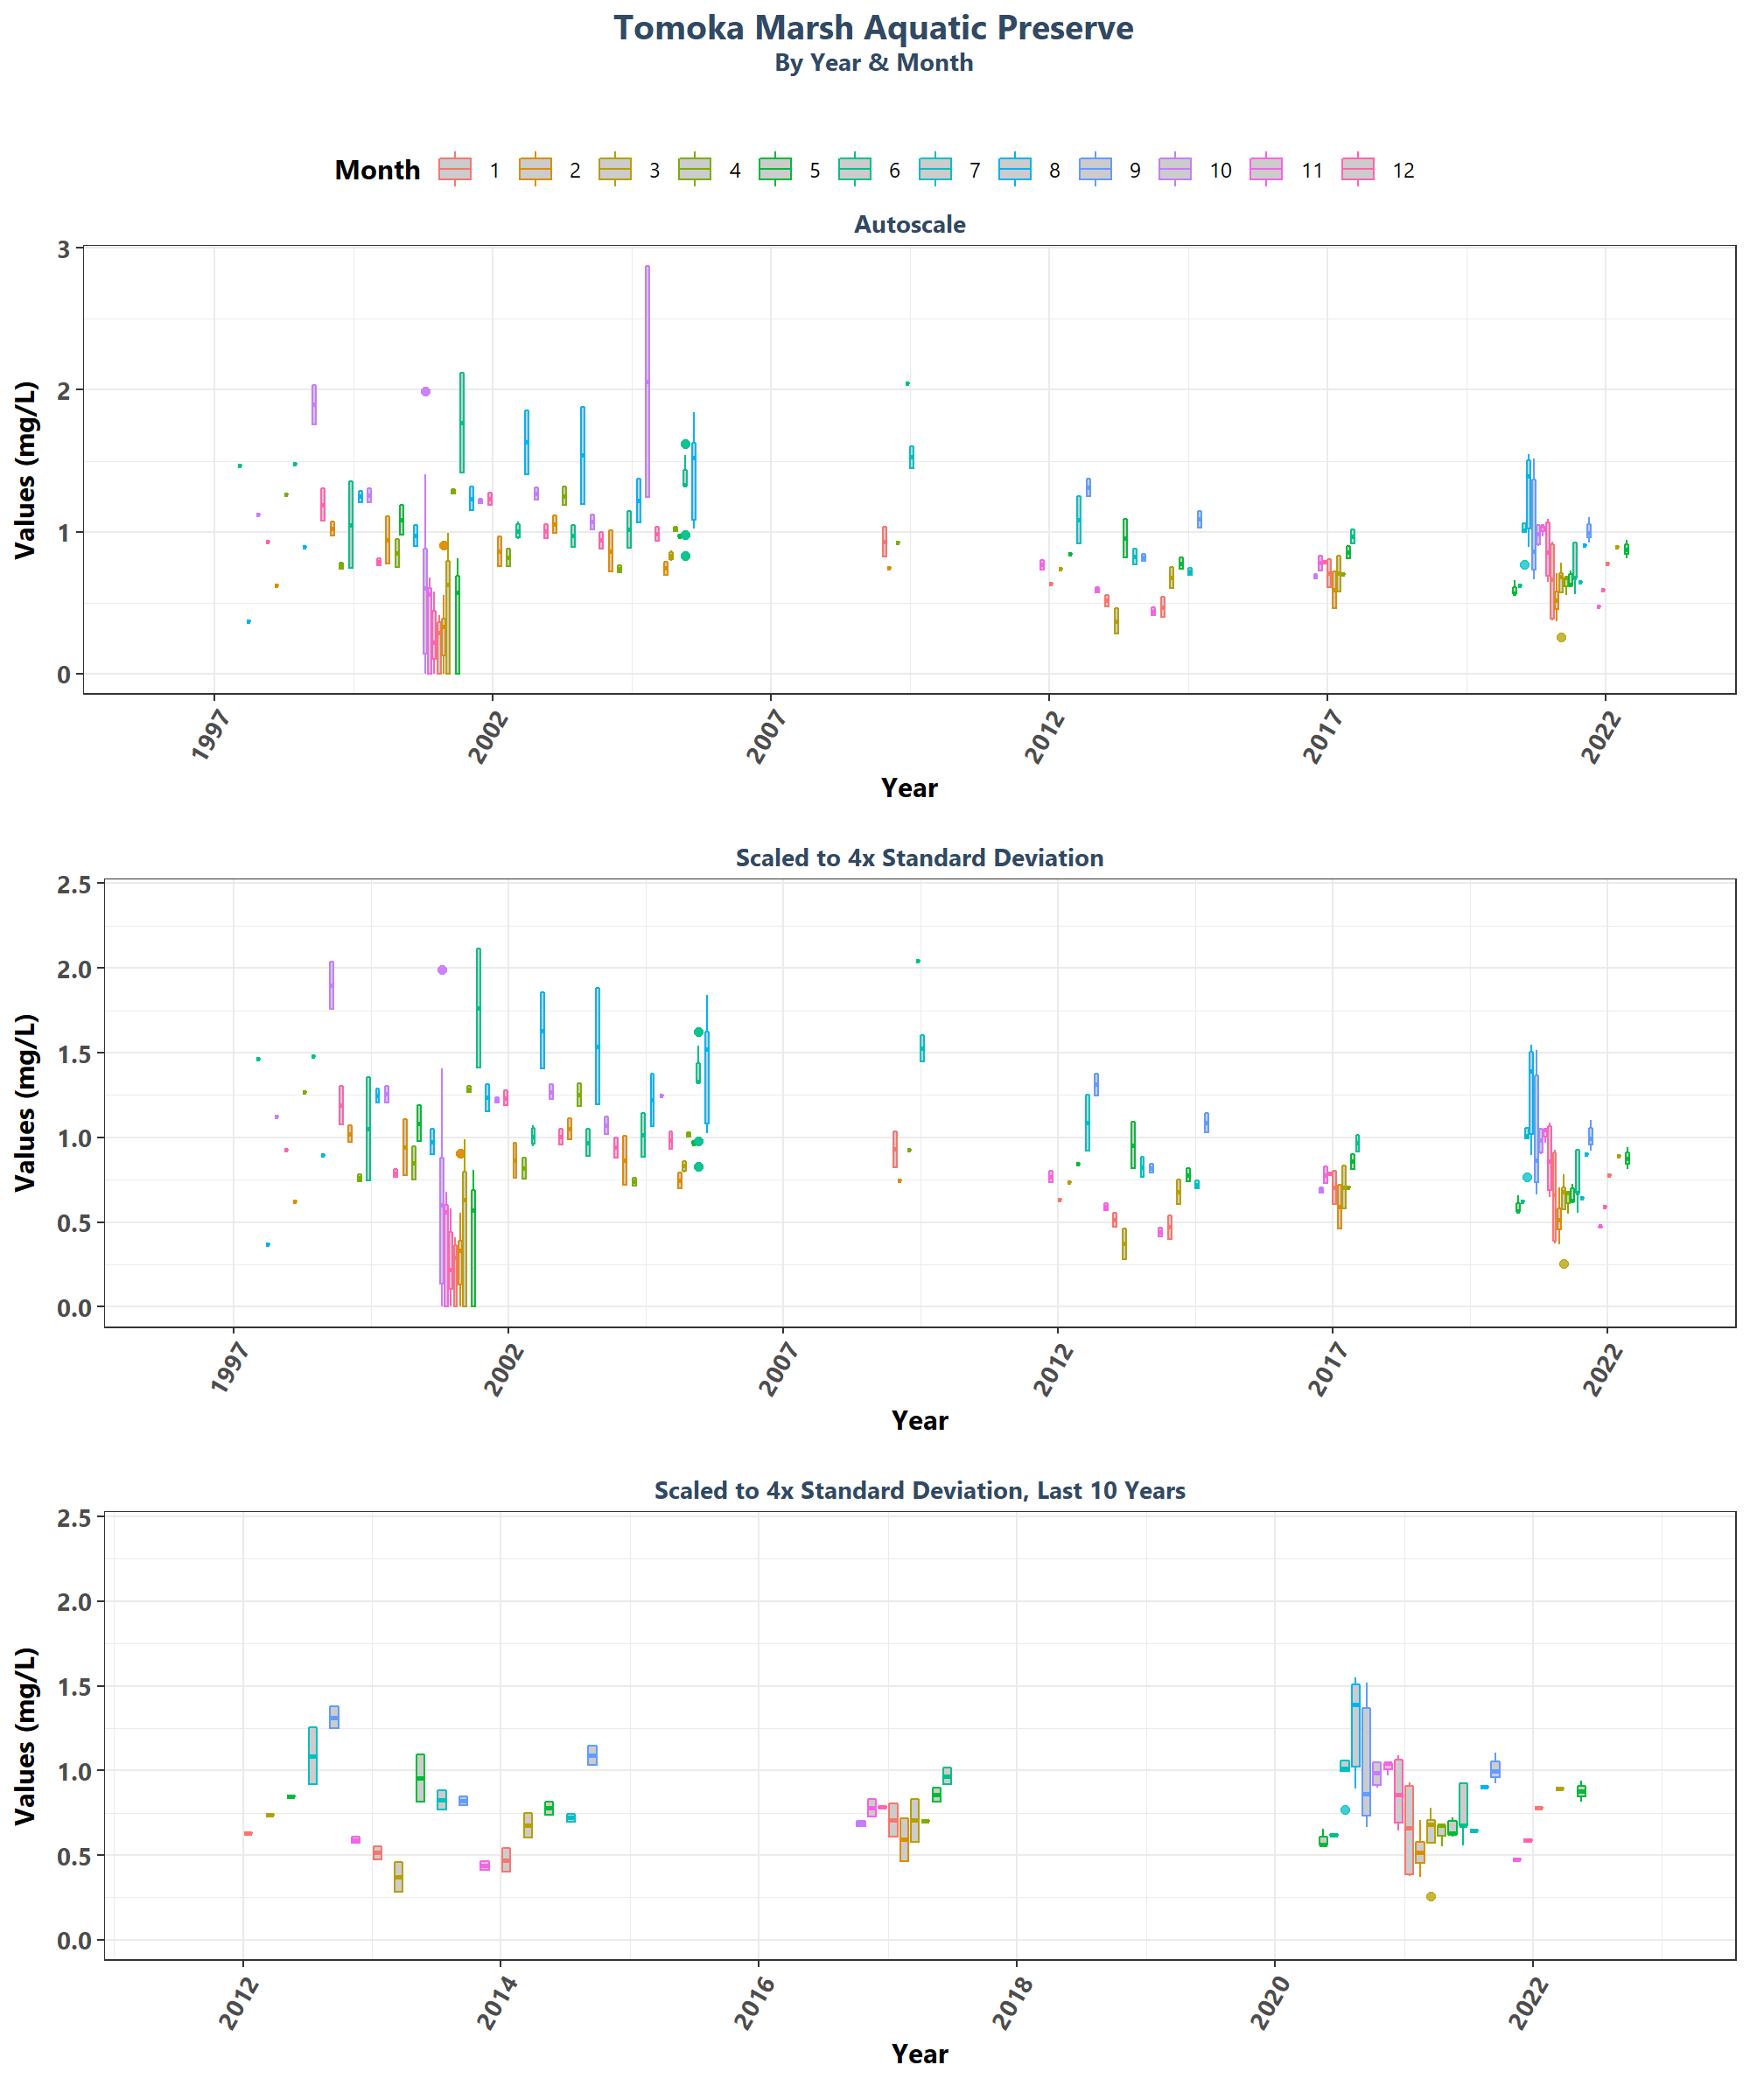 Tomoka Marsh Aquatic Preserve
By Year & Month
Month 1 2 3 4 5 6 7 8 9 10 11 12
Autoscale
Values (mg/L)
3
2
1
0
1997 2002 2007 2012 2017 2022
Year
Scaled to 4x Standard Deviation
Values (mg/L)
2.5
2.0
1.5
1.0
0.5
0.0
1997 2002 2007 2012 2017 2022
Year
Scaled to 4x Standard Deviation, Last 10 Years
Values (mg/L)
2.5
2.0
1.5
1.0
0.5
0.0
2012 2014 2016 2018 2020 2022
Year